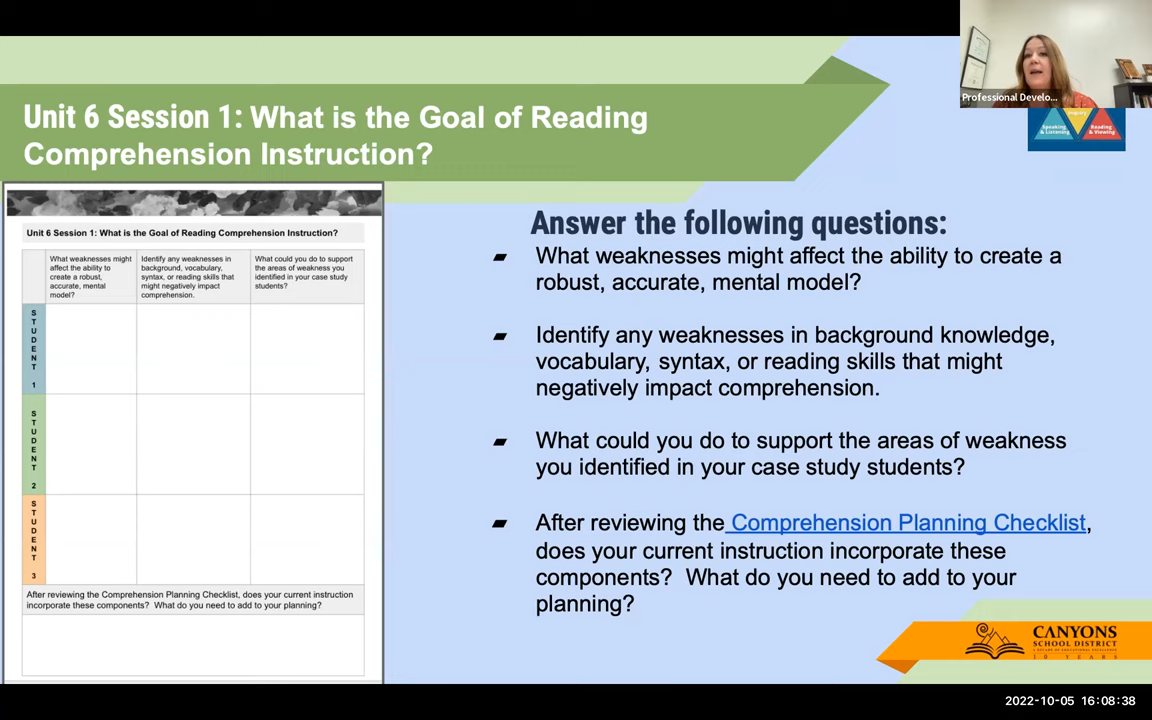 Professional Develo...
Inquiry
Speaking
& Listening
Reading
& Viewing
Unit 6 Session 1: What is the Goal of Reading
Comprehension Instruction?
Unit 6 Session 1: What is the Goal of Reading Comprehension Instruction?
What weaknesses might
affect the ability to
create a robust,
accurate, mental
model?
Identify any weaknesses in
background, vocabulary,
syntax, or reading skills that
might negatively impact
comprehension.
What could you do to support
the areas of weakness you
identified in your case study
students?
STUDENT 1
STUDENT 2
STUDENT 3
After reviewing the Comprehension Planning Checklist, does your current instruction
incorporate these components? What do you need to add to your planning?
Answer the following questions:
What weaknesses might affect the ability to create a
robust, accurate, mental model?
Identify any weaknesses in background knowledge,
vocabulary, syntax, or reading skills that might
negatively impact comprehension.
What could you do to support the areas of weakness
you identified in your case study students?
After reviewing the Comprehension Planning Checklist,
does your current instruction incorporate these
components? What do you need to add to your
planning?
CANYONS
SCHOOL DISTRICT
10 YEARS
2022-10-05 16:08:38